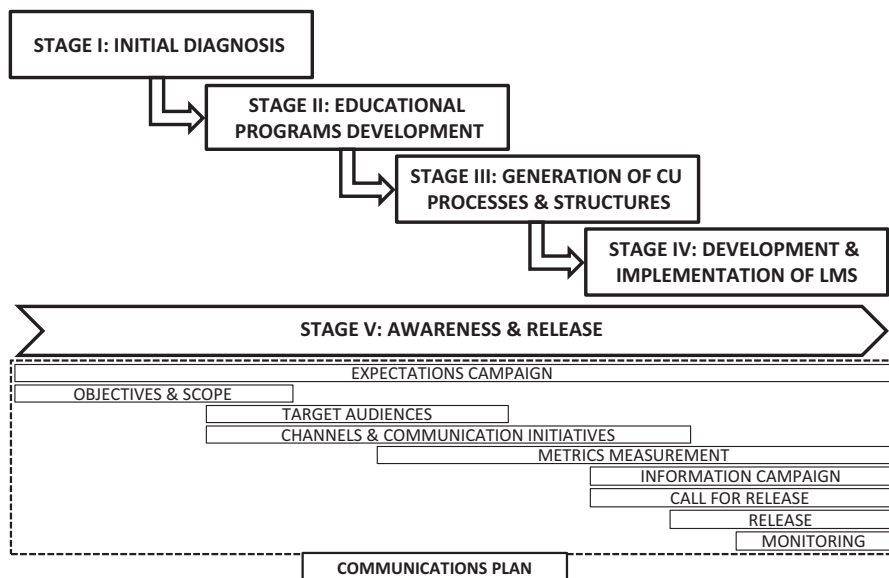 STAGE I: INITIAL DIAGNOSIS
STAGE II: EDUCATIONAL
PROGRAMS DEVELOPMENT
STAGE III: GENERATION OF CU
PROCESSES & STRUCTURES
STAGE IV: DEVELOPMENT &
IMPLEMENTATION OF LMS
STAGE V: AWARENESS & RELEASE
EXPECTATIONS CAMPAIGN
OBJECTIVES & SCOPE
TARGET AUDIENCES
CHANNELS & COMMUNICATION INITIATIVES
METRICS MEASUREMENT
INFORMATION CAMPAIGN
CALL FOR RELEASE
RELEASE
MONITORING
COMMUNICATIONS PLAN